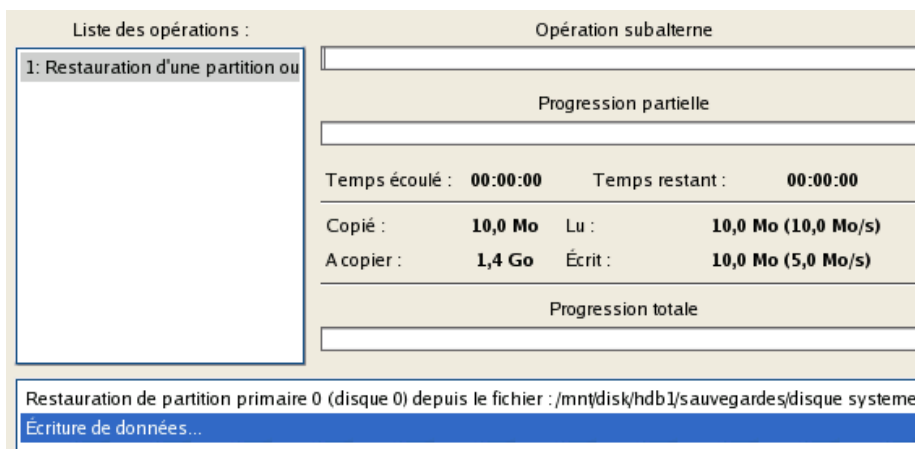 Liste des opérations :
1: Restauration d'une partition ou
Opération subalterne
Progression partielle
Temps écoulé : 00:00:00 Temps restant : 00:00:00
Copié : 10,0 Mo Lu : 10,0 Mo (10,0 Mo/s)
A copier : 1,4 Go Écrit : 10,0 Mo (5,0 Mo/s)
Progression totale
Restauration de partition primaire 0 (disque 0) depuis le fichier : /mnt/disk/hdb1/sauvegardes/disque systeme
Écriture de données...